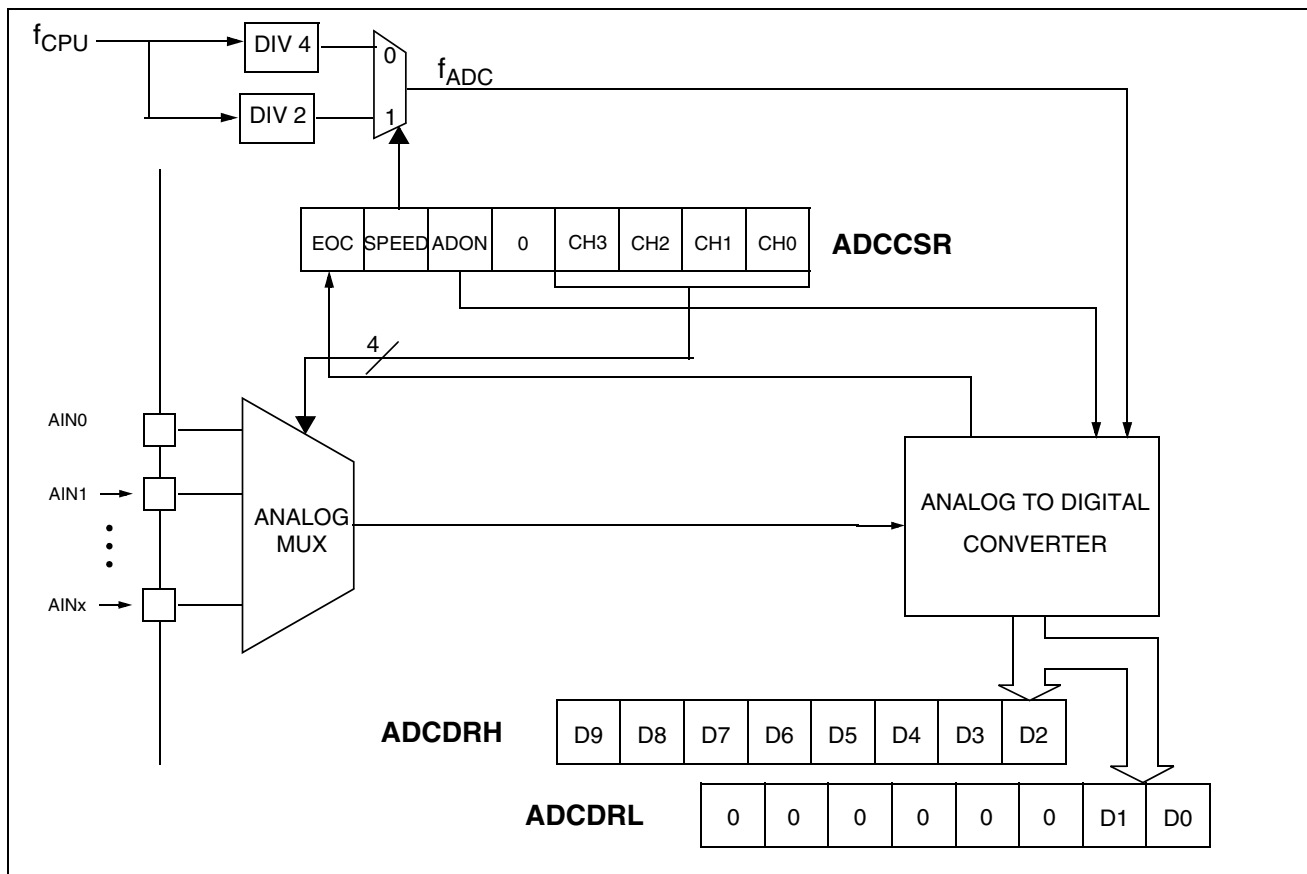 fCPU
DIV 4
0
fADC
DIV 2
1
EOC SPEED ADON 0 CH3 CH2 CH1 CH0
ADCCSR
4
AIN0
AIN1
ANALOG
MUX
AINx
ANALOG TO DIGITAL
CONVERTER
ADCDRH
D9 D8 D7 D6 D5 D4 D3 D2
ADCDRL
0 0 0 0 0 0 D1 D0